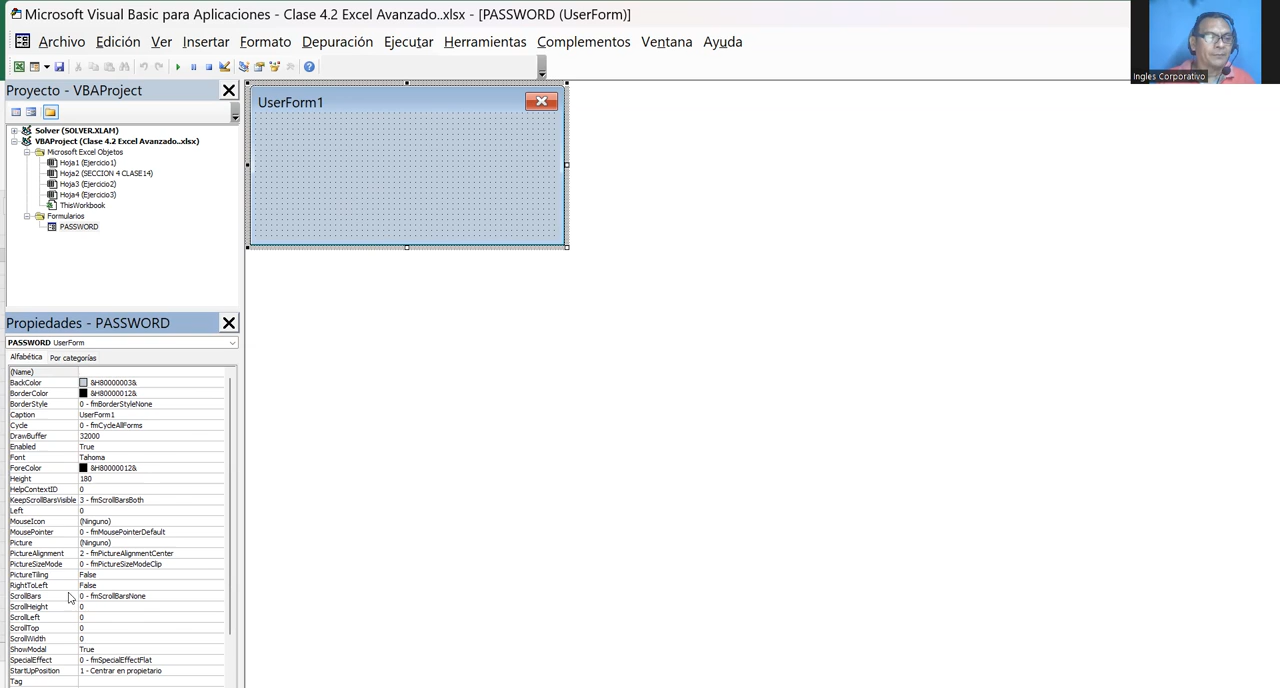 Microsoft Visual Basic para Aplicaciones - Clase 4.2 Excel Avanzado..xlsx - [PASSWORD (UserForm)]
Archivo Edición Ver Insertar Formato Depuración Ejecutar Herramientas Complementos Ventana Ayuda
Ingles Corporativo
Proyecto - VBAProject
Solver (SOLVER.XLAM)
VBAProject (Clase 4.2 Excel Avanzado..xlsx)
Microsoft Excel Objetos
Hoja1 (Ejercicio1)
Hoja2 (SECCION 4 CLASE14)
Hoja3 (Ejercicio2)
Hoja4 (Ejercicio3)
ThisWorkbook
Formularios
PASSWORD
UserForm1
Propiedades - PASSWORD
PASSWORD UserForm
Alfabética Por categorías
(Name)
BackColor &H80000003&
BorderColor &H80000012&
BorderStyle 0 - fmBorderStyleNone
Caption UserForm1
Cycle 0 - fmCycleAllForms
DrawBuffer 32000
Enabled True
Font Tahoma
ForeColor &H80000012&
Height 180
HelpContextID 0
KeepScrollBarsVisible 3 - fmScrollBarsBoth
Left 0
MouseIcon (Ninguno)
MousePointer 0 - fmMousePointerDefault
Picture (Ninguno)
PictureAlignment 2 - fmPictureAlignmentCenter
PictureSizeMode 0 - fmPictureSizeModeClip
PictureTiling False
RightToLeft False
ScrollBars 0 - fmScrollBarsNone
ScrollHeight 0
ScrollLeft 0
ScrollTop 0
ScrollWidth 0
ShowModal True
SpecialEffect 0 - fmSpecialEffectFlat
StartUpPosition 1 - Centrar en propietario
Tag